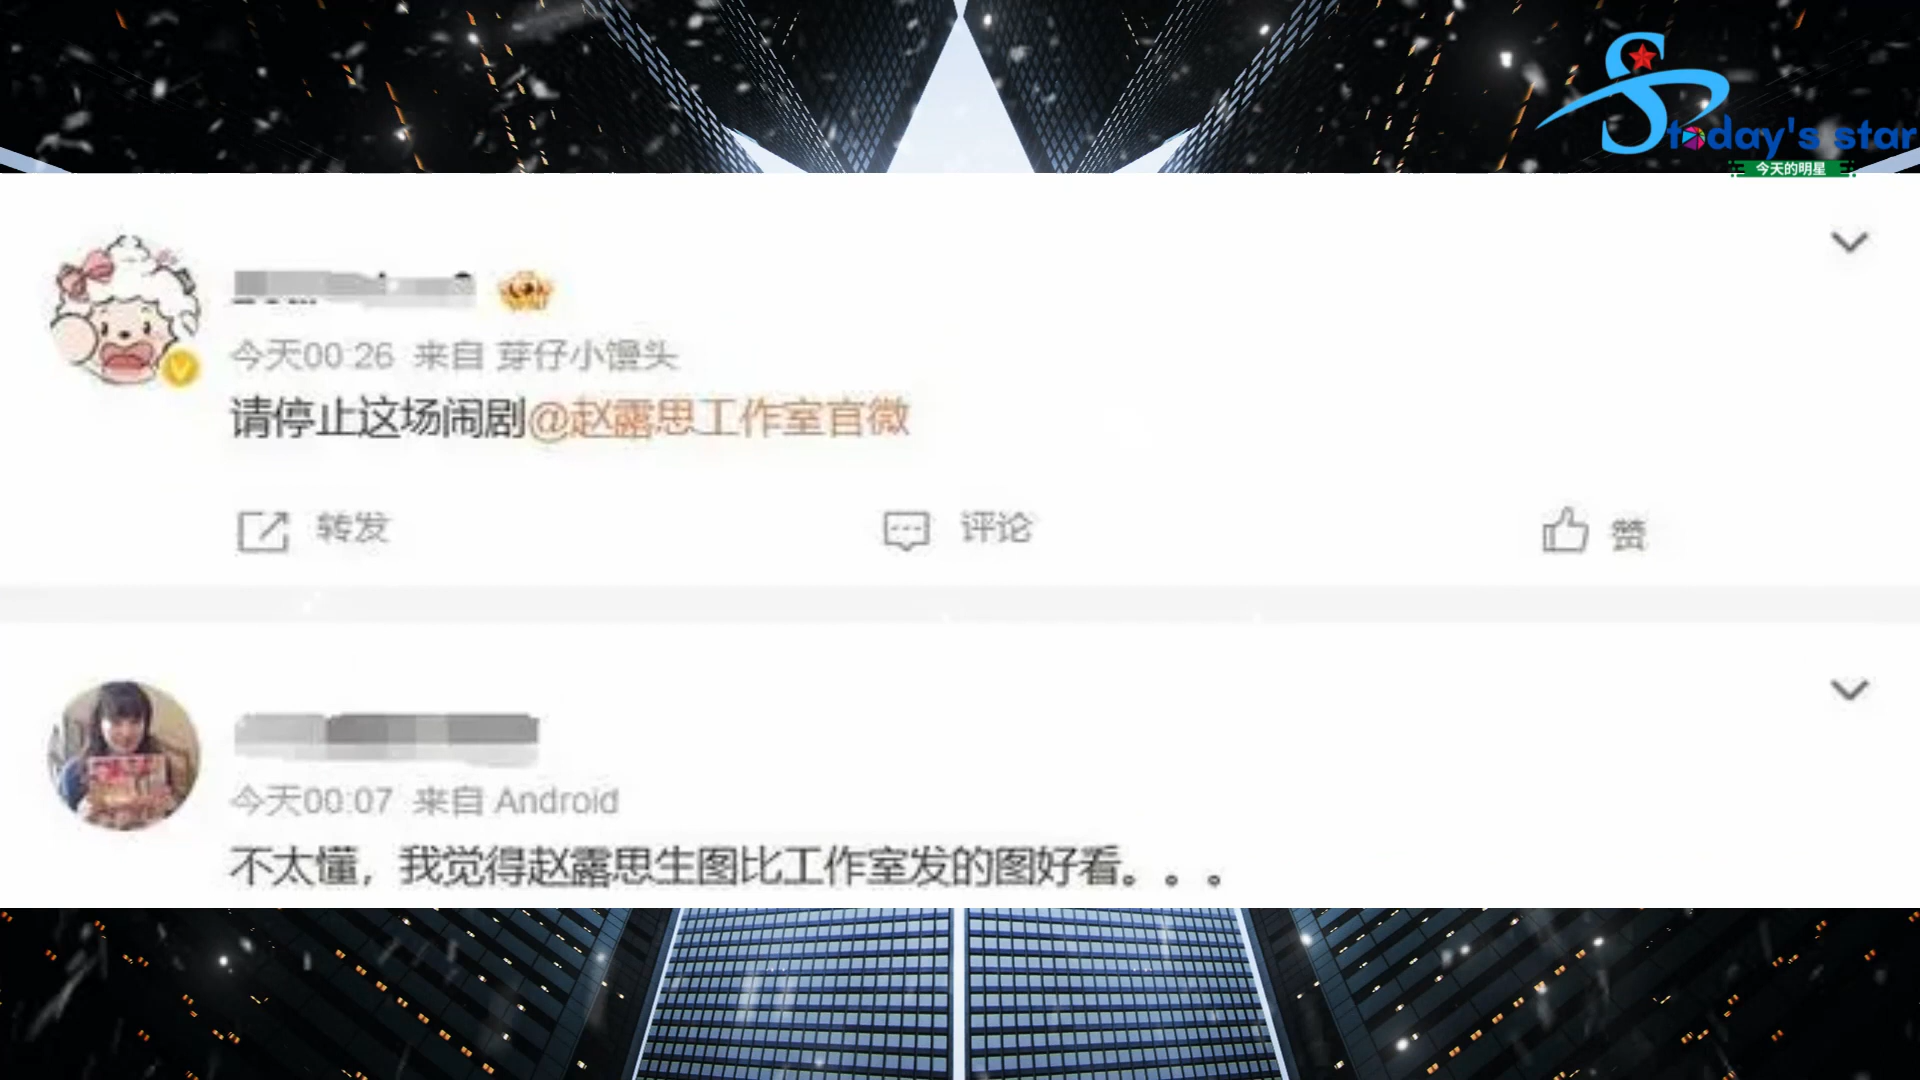 today's star
今天的明星
今天00:26 来自 芽仔小馒头
请停止这场闹剧@赵露思工作室官微
转发 评论 赞
今天00:07 来自 Android
不太懂，我觉得赵露思生图比工作室发的图好看。。。